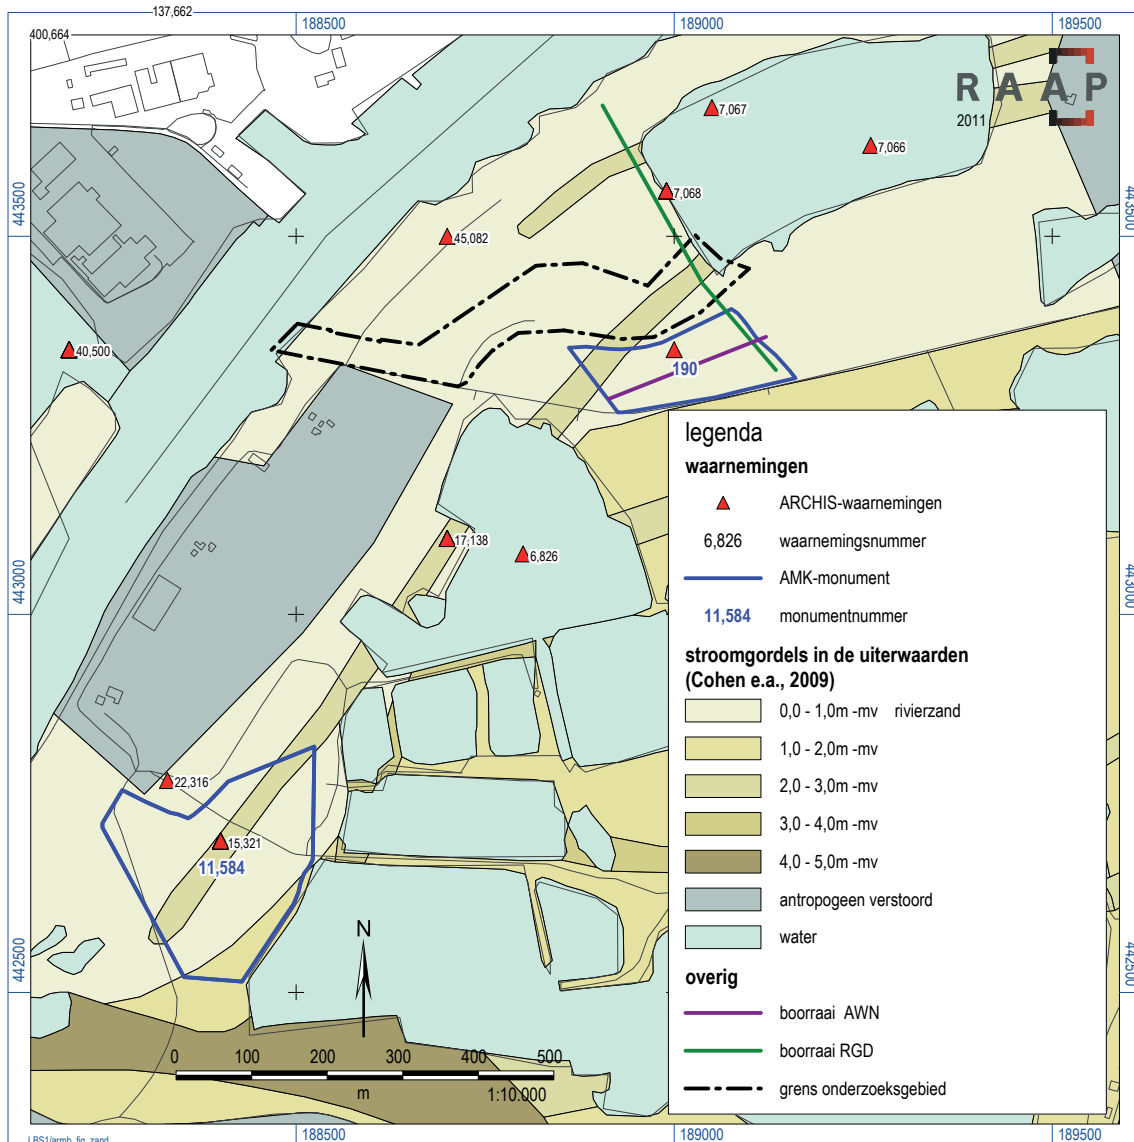 137,662
188500
189000
189500
400,664
RAAP
2011
7,067
7,066
7,068
443500
443500
45,082
40,500
190
legenda
waarnemingen
ARCHIS-waarnemingen
6,826 waarnemingsnummer
AMK-monument
11,584 monumentnummer
stroomgordels in de uiterwaarden
(Cohen e.a., 2009)
0,0 - 1,0m -mv rivierzand
1,0 - 2,0m -mv
2,0 - 3,0m -mv
3,0 - 4,0m -mv
4,0 - 5,0m -mv
antropogeen verstoord
water
overig
boorraai AWN
boorraai RGD
grens onderzoeksgebied
17,138
6,826
443000
443000
22,316
15,321
11,584
N
442500
442500
0 100 200 300 400 500
m 1:10.000
188500
189000
189500